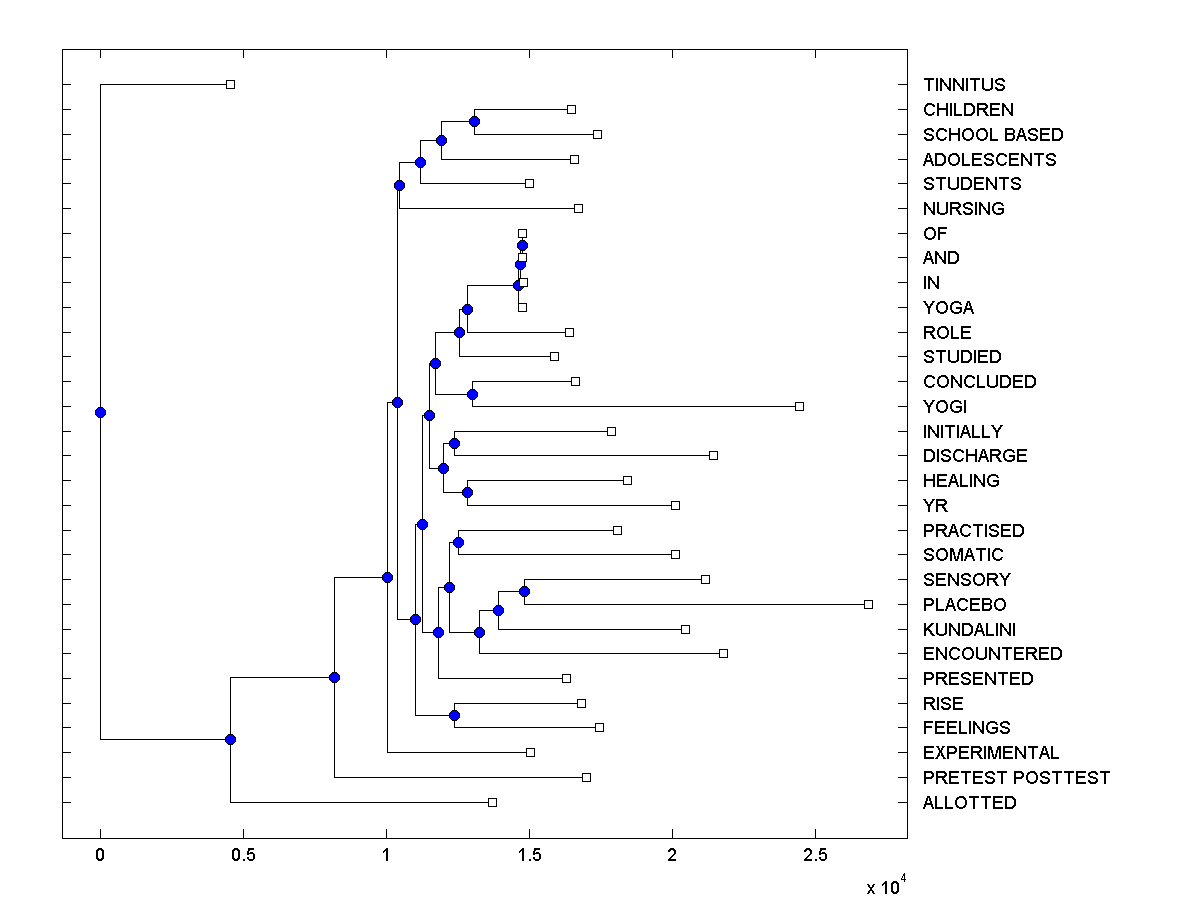 TINNITUS
CHILDREN
SCHOOL BASED
ADOLESCENTS
STUDENTS
NURSING
OF
AND
IN
YOGA
ROLE
STUDIED
CONCLUDED
YOGI
INITIALLY
DISCHARGE
HEALING
YR
PRACTISED
SOMATIC
SENSORY
PLACEBO
KUNDALINI
ENCOUNTERED
PRESENTED
RISE
FEELINGS
EXPERIMENTAL
PRETEST POSTTEST
ALLOTTED
0 0.5 1 1.5 2 2.5
x 10^4